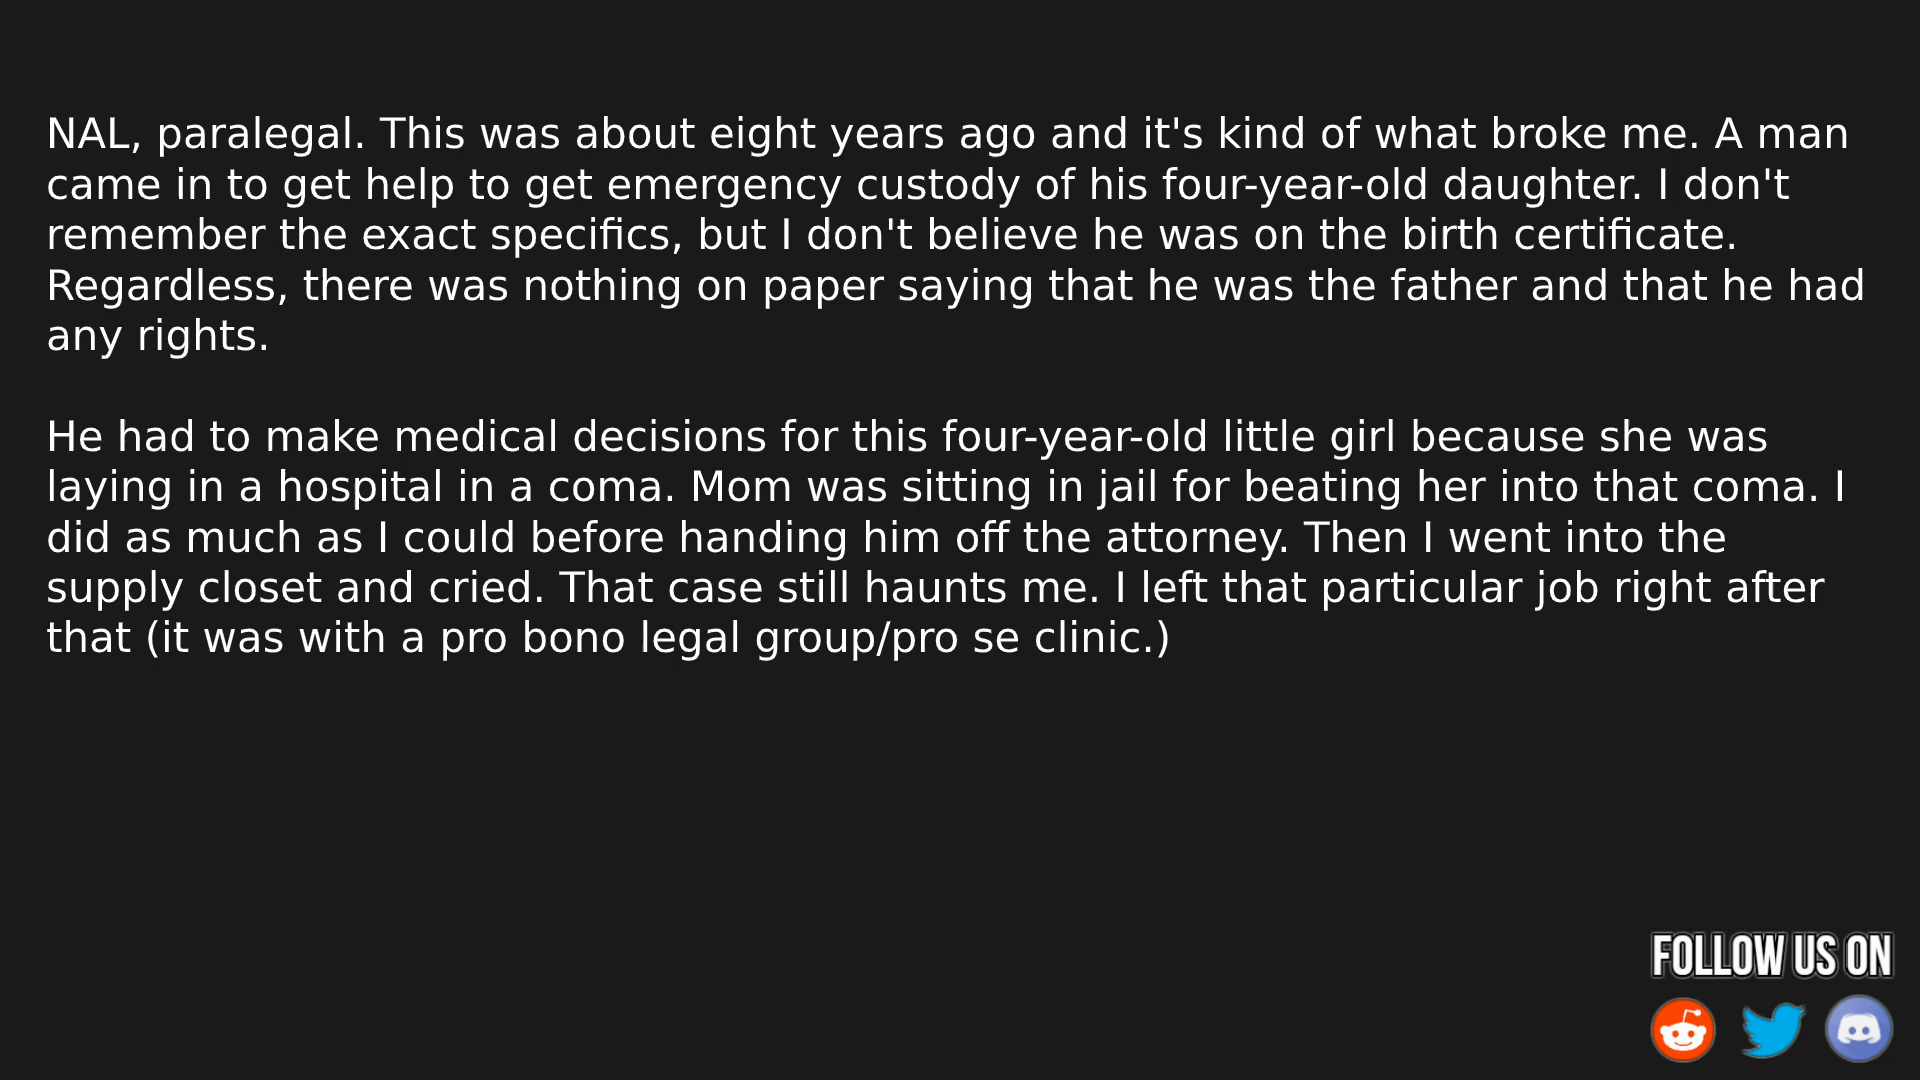 NAL, paralegal. This was about eight years ago and it's kind of what broke me. A man
came in to get help to get emergency custody of his four-year-old daughter. I don't
remember the exact specifics, but I don't believe he was on the birth certificate.
Regardless, there was nothing on paper saying that he was the father and that he had
any rights.
He had to make medical decisions for this four-year-old little girl because she was
laying in a hospital in a coma. Mom was sitting in jail for beating her into that coma. I
did as much as I could before handing him off the attorney. Then I went into the
supply closet and cried. That case still haunts me. I left that particular job right after
that (it was with a pro bono legal group/pro se clinic.)
FOLLOW US ON